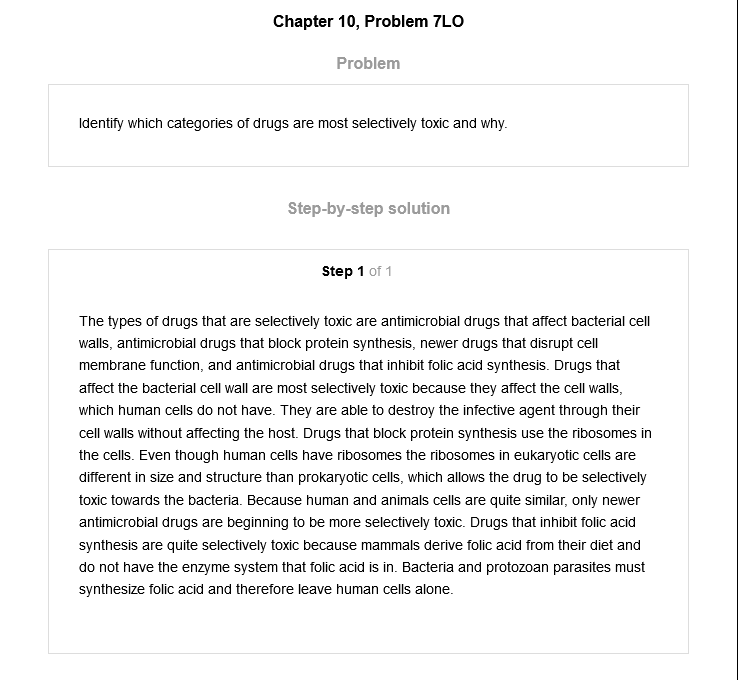 Chapter 10, Problem 7LO
Problem
Identify which categories of drugs are most selectively toxic and why.
Step-by-step solution
Step 1 of 1
The types of drugs that are selectively toxic are antimicrobial drugs that affect bacterial cell
walls, antimicrobial drugs that block protein synthesis, newer drugs that disrupt cell
membrane function, and antimicrobial drugs that inhibit folic acid synthesis. Drugs that
affect the bacterial cell wall are most selectively toxic because they affect the cell walls,
which human cells do not have. They are able to destroy the infective agent through their
cell walls without affecting the host. Drugs that block protein synthesis use the ribosomes in
the cells. Even though human cells have ribosomes the ribosomes in eukaryotic cells are
different in size and structure than prokaryotic cells, which allows the drug to be selectively
toxic towards the bacteria. Because human and animals cells are quite similar, only newer
antimicrobial drugs are beginning to be more selectively toxic. Drugs that inhibit folic acid
synthesis are quite selectively toxic because mammals derive folic acid from their diet and
do not have the enzyme system that folic acid is in. Bacteria and protozoan parasites must
synthesize folic acid and therefore leave human cells alone.